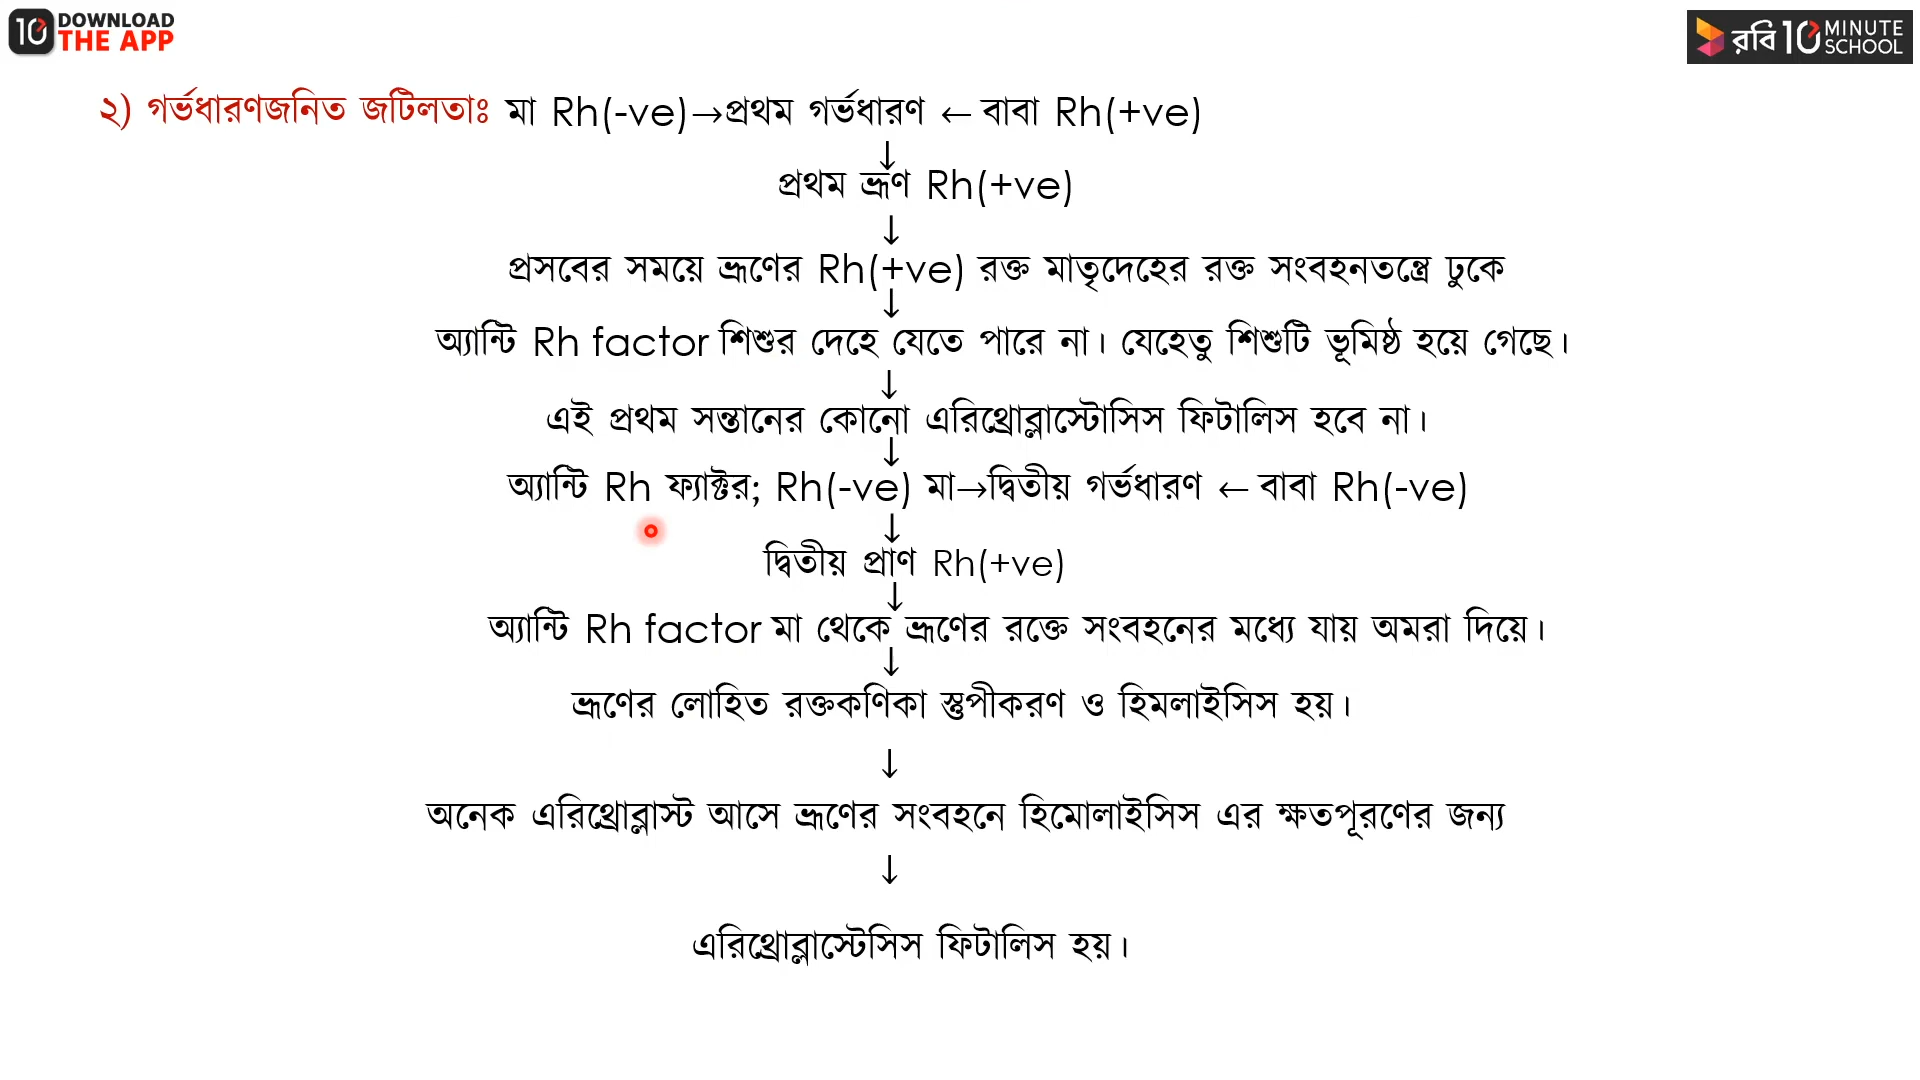 10 DOWNLOAD THE APP
রবি 10 MINUTE SCHOOL
২) গর্ভধারণজনিত জটিলতাঃ মা Rh(-ve)→প্রথম গর্ভধারণ ← বাবা Rh(+ve)
↓
প্রথম ভ্রূণ Rh(+ve)
↓
প্রসবের সময়ে ভ্রূণের Rh(+ve) রক্ত মাতৃদেহের রক্ত সংবহনতন্ত্রে ঢুকে
↓
অ্যান্টি Rh factor শিশুর দেহে যেতে পারে না। যেহেতু শিশুটি ভূমিষ্ঠ হয়ে গেছে।
↓
এই প্রথম সন্তানের কোনো এরিথ্রোব্লাস্টোসিস ফিটালিস হবে না।
↓
অ্যান্টি Rh ফ্যাক্টর; Rh(-ve) মা→দ্বিতীয় গর্ভধারণ ← বাবা Rh(-ve)
↓
দ্বিতীয় প্রাণ Rh(+ve)
↓
অ্যান্টি Rh factor মা থেকে ভ্রূণের রক্তে সংবহনের মধ্যে যায় অমরা দিয়ে।
↓
ভ্রূণের লোহিত রক্তকণিকা স্তুপীকরণ ও হিমলাইসিস হয়।
↓
অনেক এরিথ্রোব্লাস্ট আসে ভ্রূণের সংবহনে হিমোলাইসিস এর ক্ষতপূরণের জন্য
↓
এরিথ্রোব্লাস্টেসিস ফিটালিস হয়।